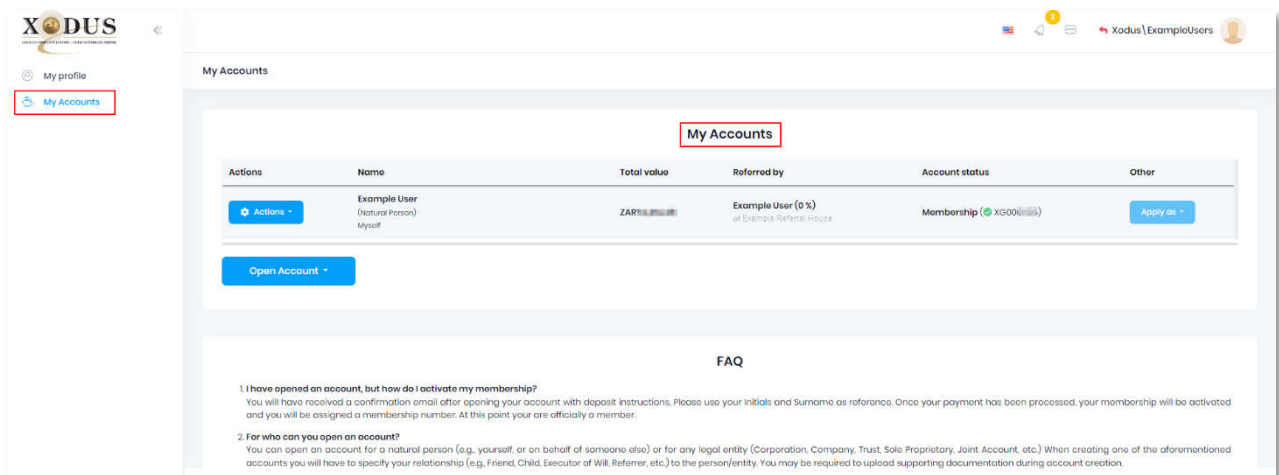 XODUS
2
Xodus\ExampleUsers
My profile
My Accounts
My Accounts
My Accounts
Actions Name Total value Referred by Account status Other
Actions
Example User
(Natural Person)
Myself
ZAR
Example User (0 %)
at Example Referral House
Membership ( XG00
Apply as
Open Account
FAQ
1. I have opened an account, but how do I activate my membership?
You will have received a confirmation email after opening your account with deposit instructions. Please use your Initials and Surname as reference. Once your payment has been processed, your membership will be activated
and you will be assigned a membership number. At this point your are officially a member.
2. For who can you open an account?
You can open an account for a natural person (e.g., yourself, or on behalf of someone else) or for any legal entity (Corporation, Company, Trust, Sole Proprietary, Joint Account, etc.) When creating one of the aforementioned
accounts you will have to specify your relationship (e.g., Friend, Child, Executor of Will, Referrer, etc.) to the person/entity. You may be required to upload supporting documentation during account creation.